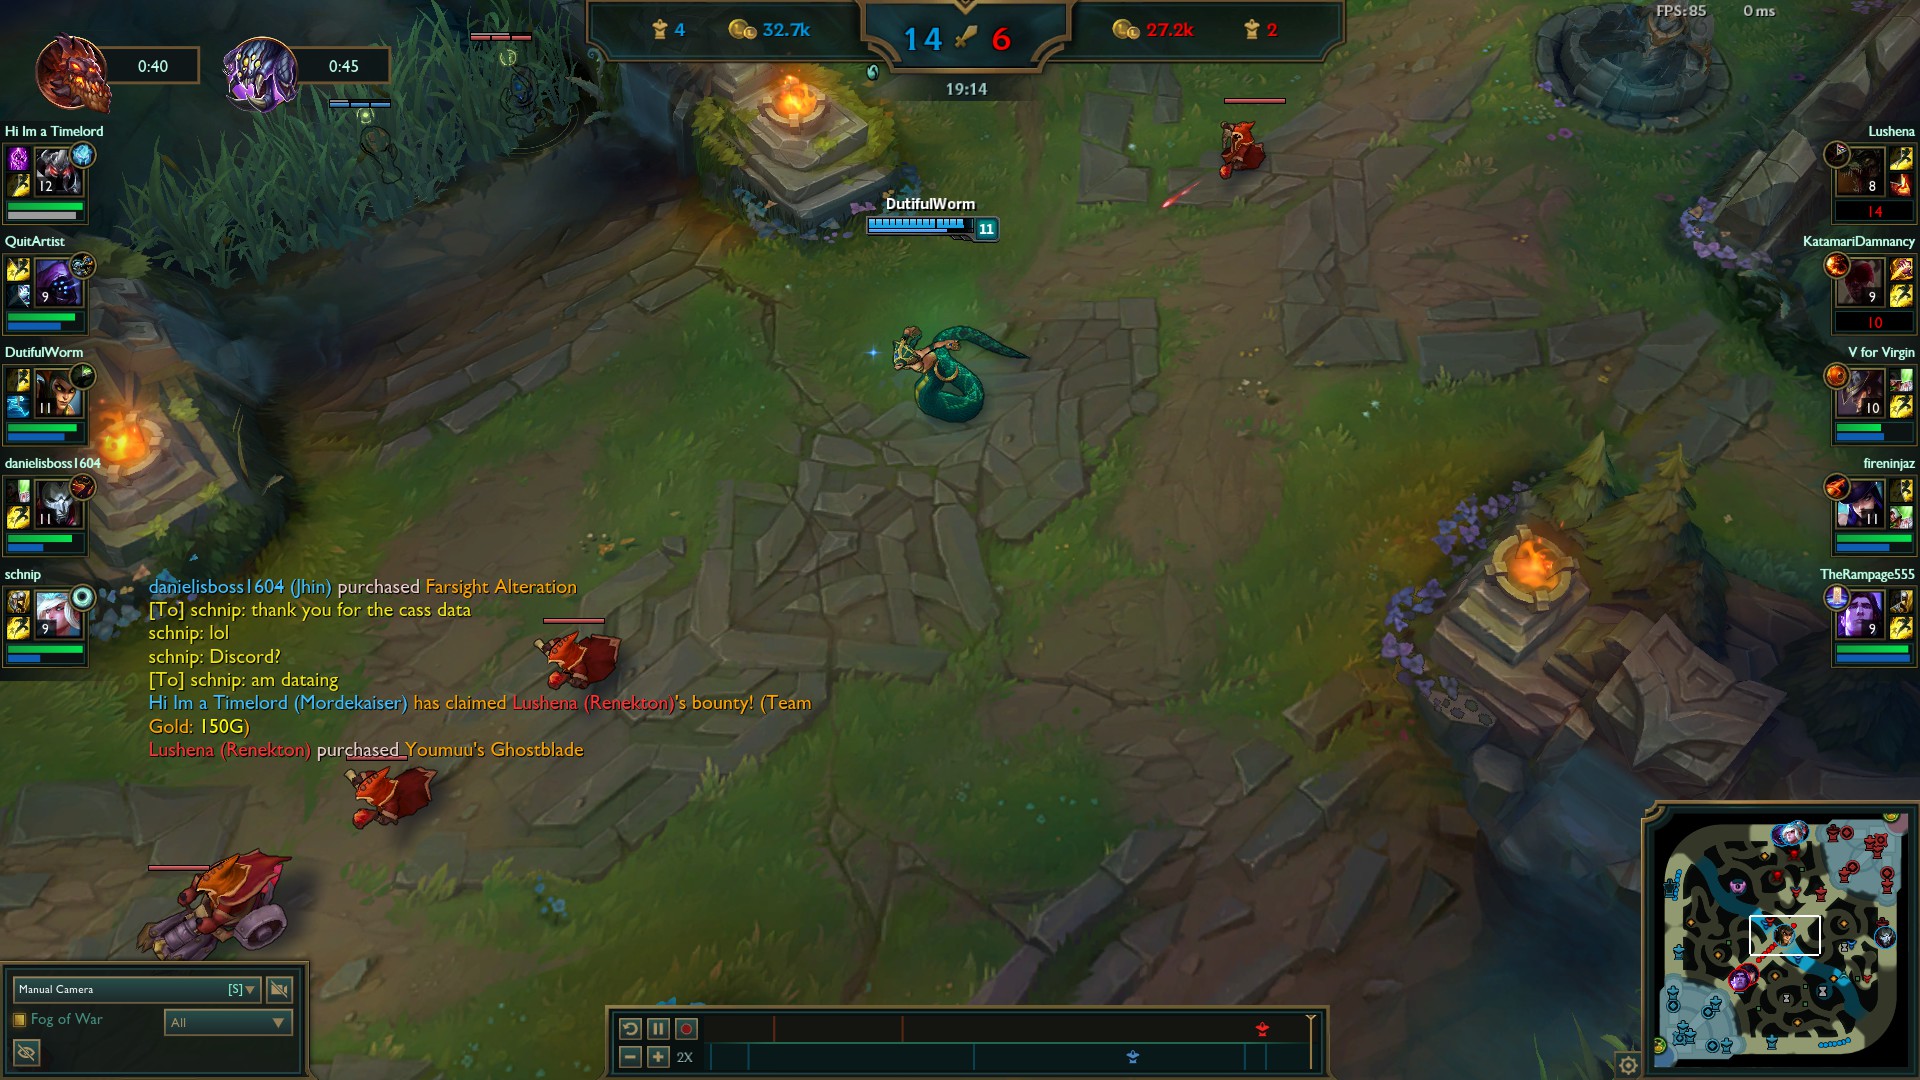 FPS: 85 0 ms
4 32.7k 14 6 27.2k 2
19:14
0:40 0:45
Hi Im a Timelord
12
QuitArtist
9
DutifulWorm
11
danielisboss1604
11
schnip
9
DutifulWorm
11
Lushena
8
14
KatamariDamnancy
9
10
V for Virgin
10
fireninjaz
11
TheRampage555
9
danielisboss1604 (Jhin) purchased Farsight Alteration
[To] schnip: thank you for the cass data
schnip: lol
schnip: Discord?
[To] schnip: am dataing
Hi Im a Timelord (Mordekaiser) has claimed Lushena (Renekton)'s bounty! (Team
Gold: 150G)
Lushena (Renekton) purchased Youmuu's Ghostblade
Manual Camera [S]
Fog of War
All
2X